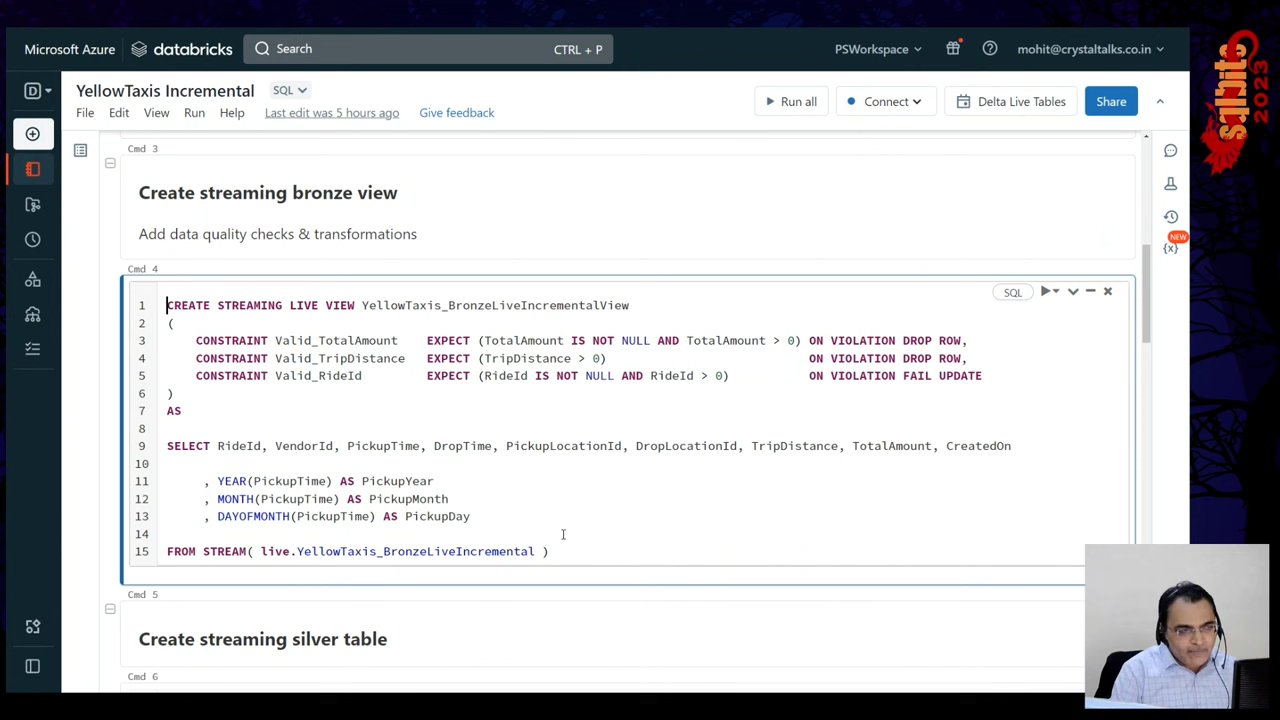 Microsoft Azure databricks Search CTRL + P PSWorkspace mohit@crystaltalks.co.in
sqlbits 2023
D YellowTaxis Incremental SQL
File Edit View Run Help Last edit was 5 hours ago Give feedback
Run all Connect Delta Live Tables Share
Cmd 3
Create streaming bronze view
Add data quality checks & transformations
NEW
{x}
Cmd 4
SQL
1 CREATE STREAMING LIVE VIEW YellowTaxis_BronzeLiveIncrementalView
2 (
3 CONSTRAINT Valid_TotalAmount EXPECT (TotalAmount IS NOT NULL AND TotalAmount > 0) ON VIOLATION DROP ROW,
4 CONSTRAINT Valid_TripDistance EXPECT (TripDistance > 0) ON VIOLATION DROP ROW,
5 CONSTRAINT Valid_RideId EXPECT (RideId IS NOT NULL AND RideId > 0) ON VIOLATION FAIL UPDATE
6 )
7 AS
8
9 SELECT RideId, VendorId, PickupTime, DropTime, PickupLocationId, DropLocationId, TripDistance, TotalAmount, CreatedOn
10
11 , YEAR(PickupTime) AS PickupYear
12 , MONTH(PickupTime) AS PickupMonth
13 , DAYOFMONTH(PickupTime) AS PickupDay
14
15 FROM STREAM( live.YellowTaxis_BronzeLiveIncremental )
Cmd 5
Create streaming silver table
Cmd 6